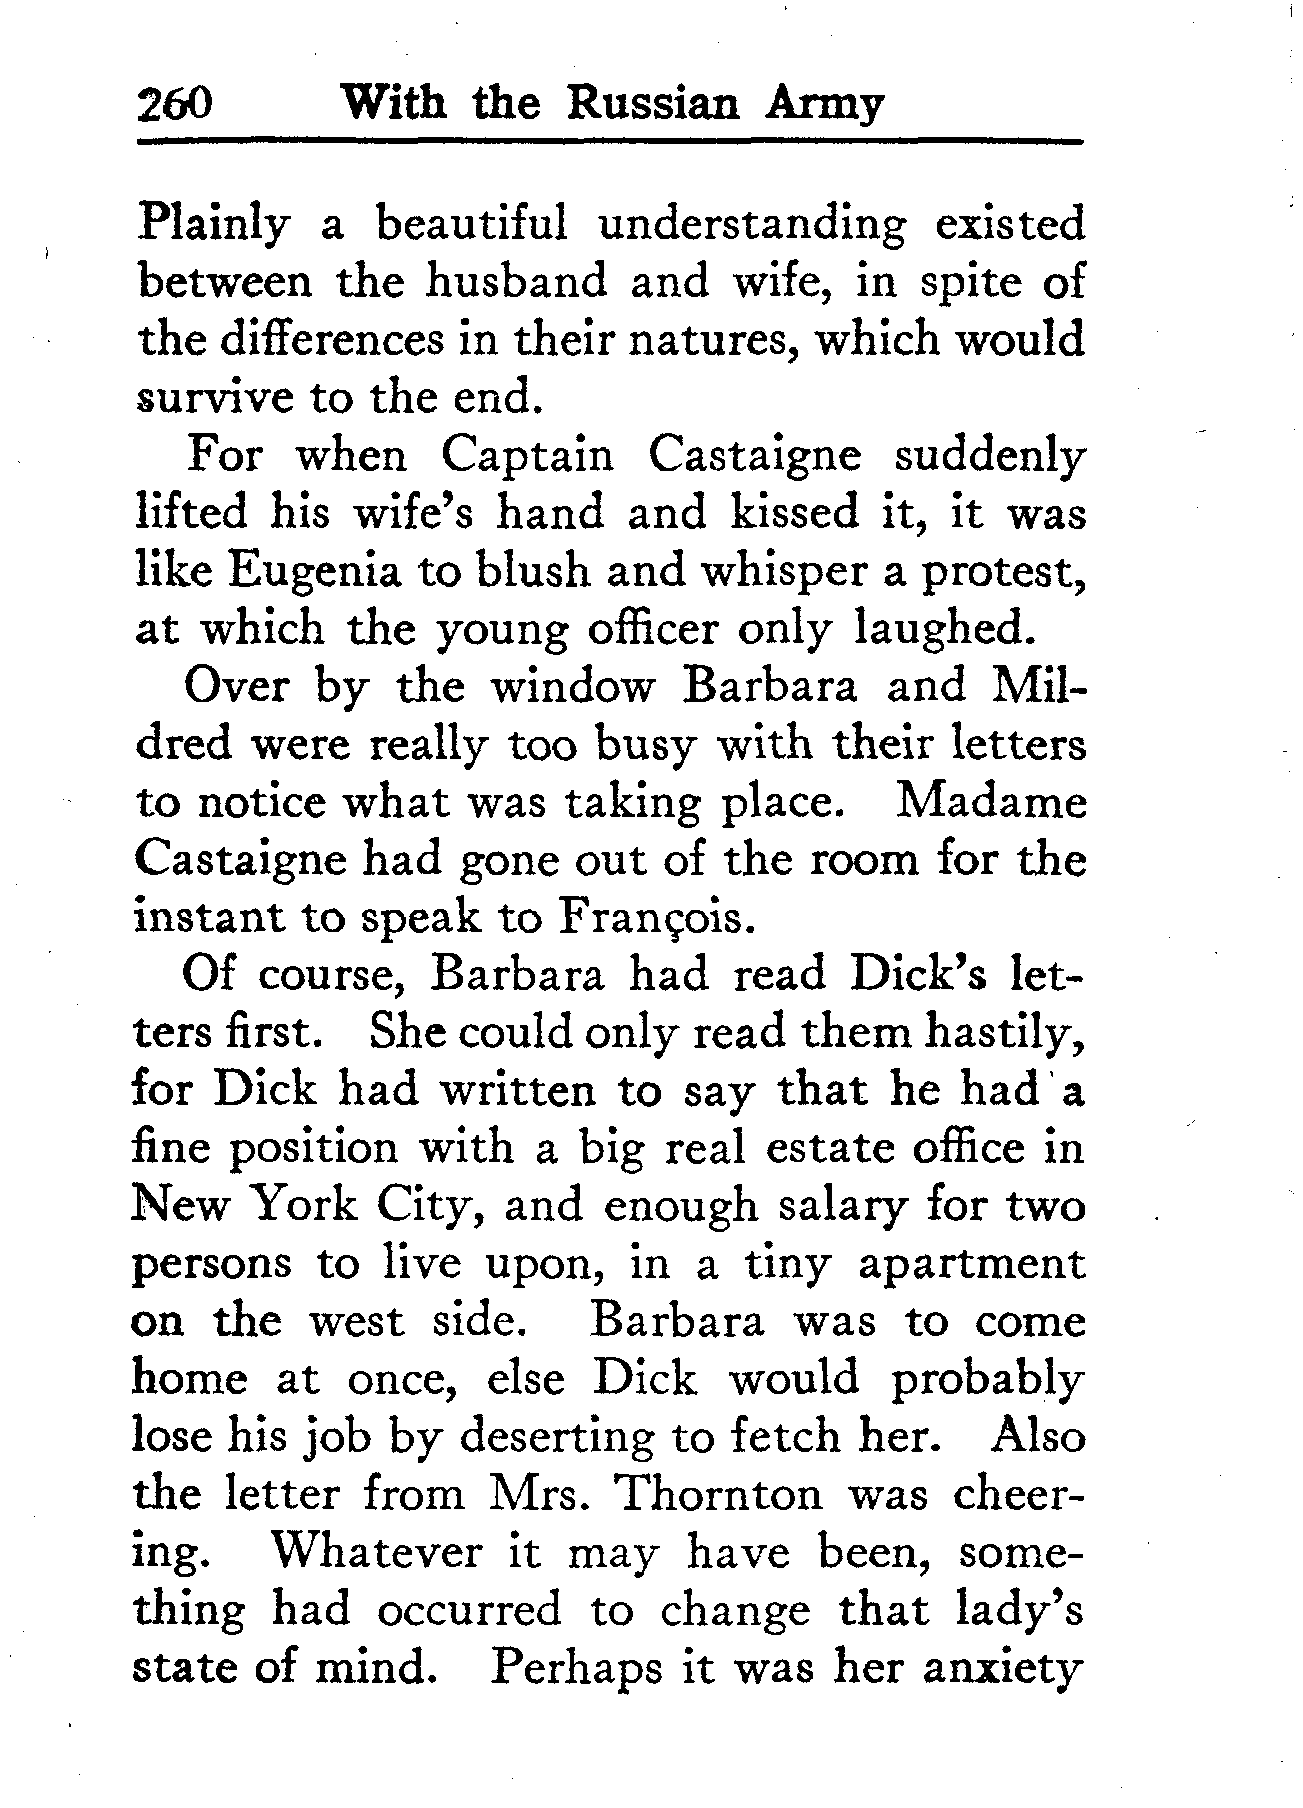 260 With the Russian Army
Plainly a beautiful understanding existed
between the husband and wife, in spite of
the differences in their natures, which would
survive to the end.
For when Captain Castaigne suddenly
lifted his wife's hand and kissed it, it was
like Eugenia to blush and whisper a protest,
at which the young officer only laughed.
Over by the window Barbara and Mil-
dred were really too busy with their letters
to notice what was taking place. Madame
Castaigne had gone out of the room for the
instant to speak to François.
Of course, Barbara had read Dick's let-
ters first. She could only read them hastily,
for Dick had written to say that he had a
fine position with a big real estate office in
New York City, and enough salary for two
persons to live upon, in a tiny apartment
on the west side. Barbara was to come
home at once, else Dick would probably
lose his job by deserting to fetch her. Also
the letter from Mrs. Thornton was cheer-
ing. Whatever it may have been, some-
thing had occurred to change that lady's
state of mind. Perhaps it was her anxiety